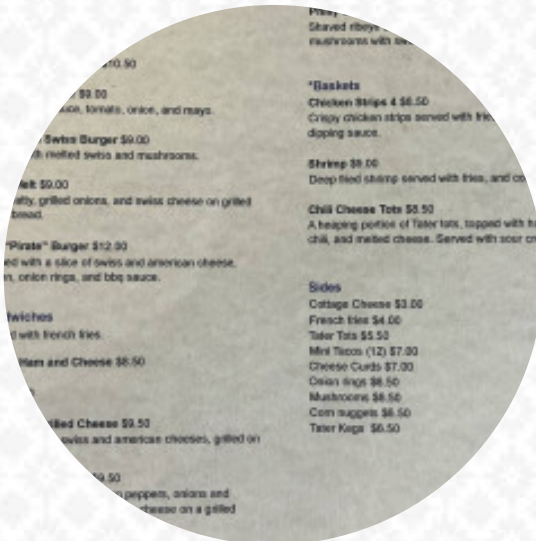 $10.50
$9.00
tomato, onion, and mayo.
Swiss Burger $9.00
melted swiss and mushrooms.
$9.00
grilled onions, and swiss cheese on grilled
bread.
"Pirate" Burger $12.00
with a slice of swiss and american cheese,
onion rings, and bbq sauce.
with french fries
Ham and Cheese $8.50
Cheese $9.50
swiss and american cheeses, grilled on
$9.50
peppers, onions and
cheese on a grilled
Shaved ribeye
mushrooms with
*Baskets
Chicken Strips 4 $8.50
Crispy chicken strips served with
dipping sauce.
Shrimp $9.00
Deep fried shrimp served with fries, and
Chili Cheese Tots $8.50
A heaping portion of Tater tots, topped with
chili, and melted cheese. Served with sour
Sides
Cottage Cheese $3.00
French fries $4.00
Tater Tots $5.50
Mini Tacos (12) $7.00
Cheese Curds $7.00
Onion rings $6.50
Mushrooms $6.50
Corn nuggets $6.50
Tater Kegs $6.50